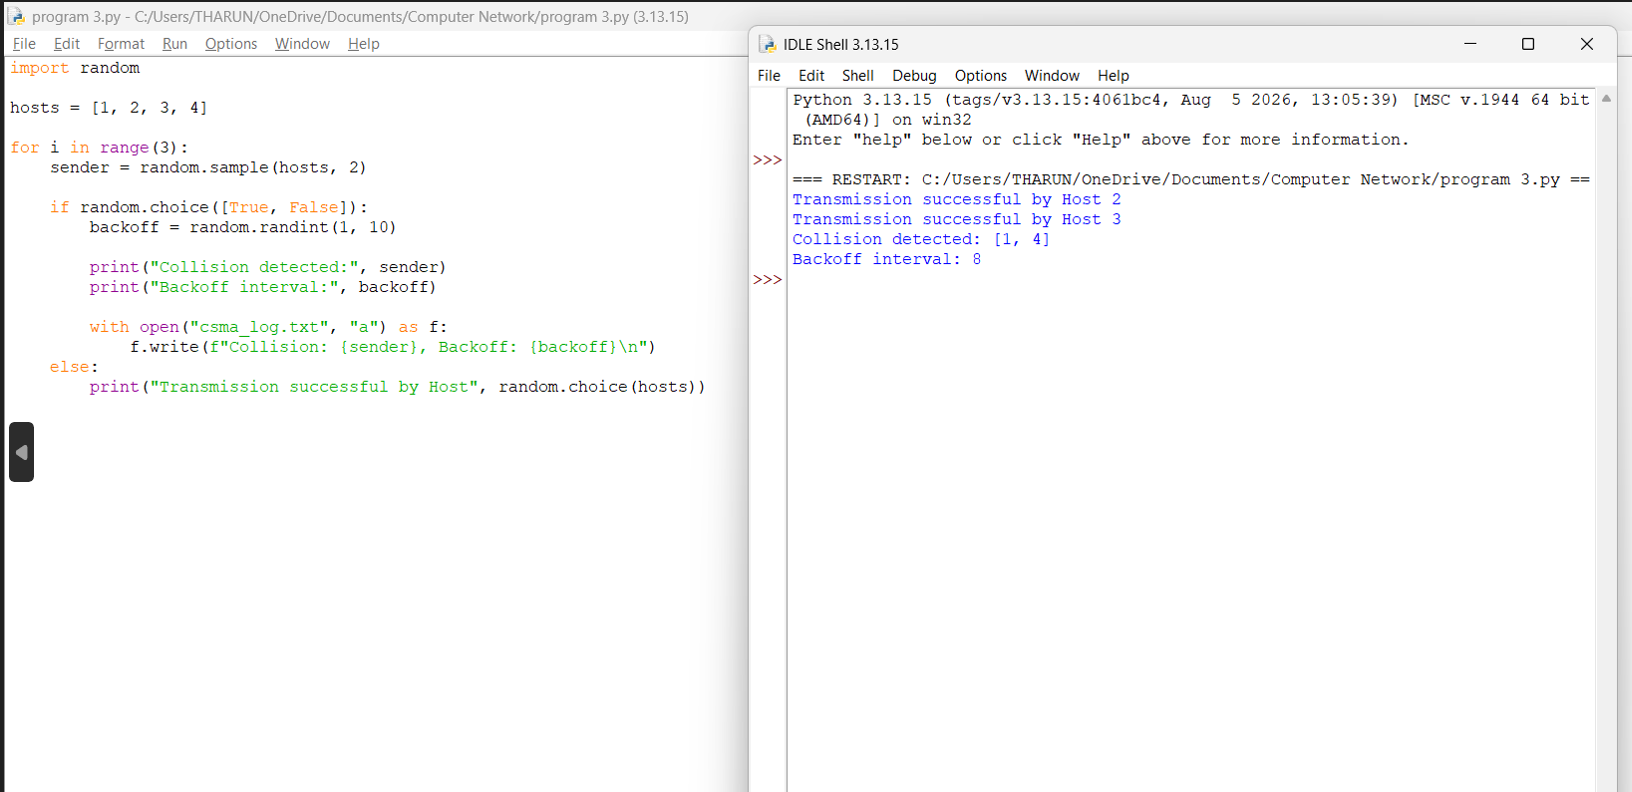 program 3.py - C:/Users/THARUN/OneDrive/Documents/Computer Network/program 3.py (3.13.15)
File Edit Format Run Options Window Help
import random
hosts = [1, 2, 3, 4]
for i in range(3):
    sender = random.sample(hosts, 2)
    if random.choice([True, False]):
        backoff = random.randint(1, 10)
        print("Collision detected:", sender)
        print("Backoff interval:", backoff)
        with open("csma_log.txt", "a") as f:
            f.write(f"Collision: {sender}, Backoff: {backoff}\n")
    else:
        print("Transmission successful by Host", random.choice(hosts))
IDLE Shell 3.13.15
File Edit Shell Debug Options Window Help
Python 3.13.15 (tags/v3.13.15:4061bc4, Aug  5 2026, 13:05:39) [MSC v.1944 64 bit
 (AMD64)] on win32
Enter "help" below or click "Help" above for more information.
>>>
=== RESTART: C:/Users/THARUN/OneDrive/Documents/Computer Network/program 3.py ==
Transmission successful by Host 2
Transmission successful by Host 3
Collision detected: [1, 4]
Backoff interval: 8
>>>